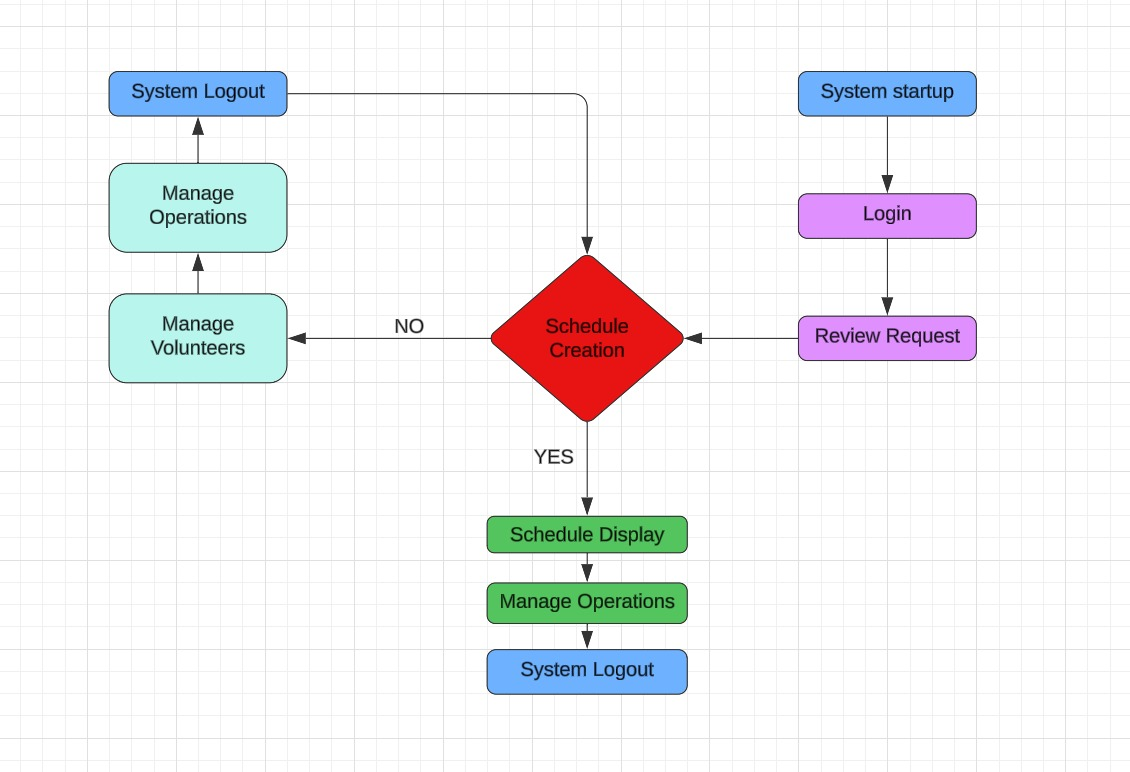 System Logout
System startup
Manage
Operations
Login
Manage
Volunteers
NO
Schedule
Creation
Review Request
YES
Schedule Display
Manage Operations
System Logout